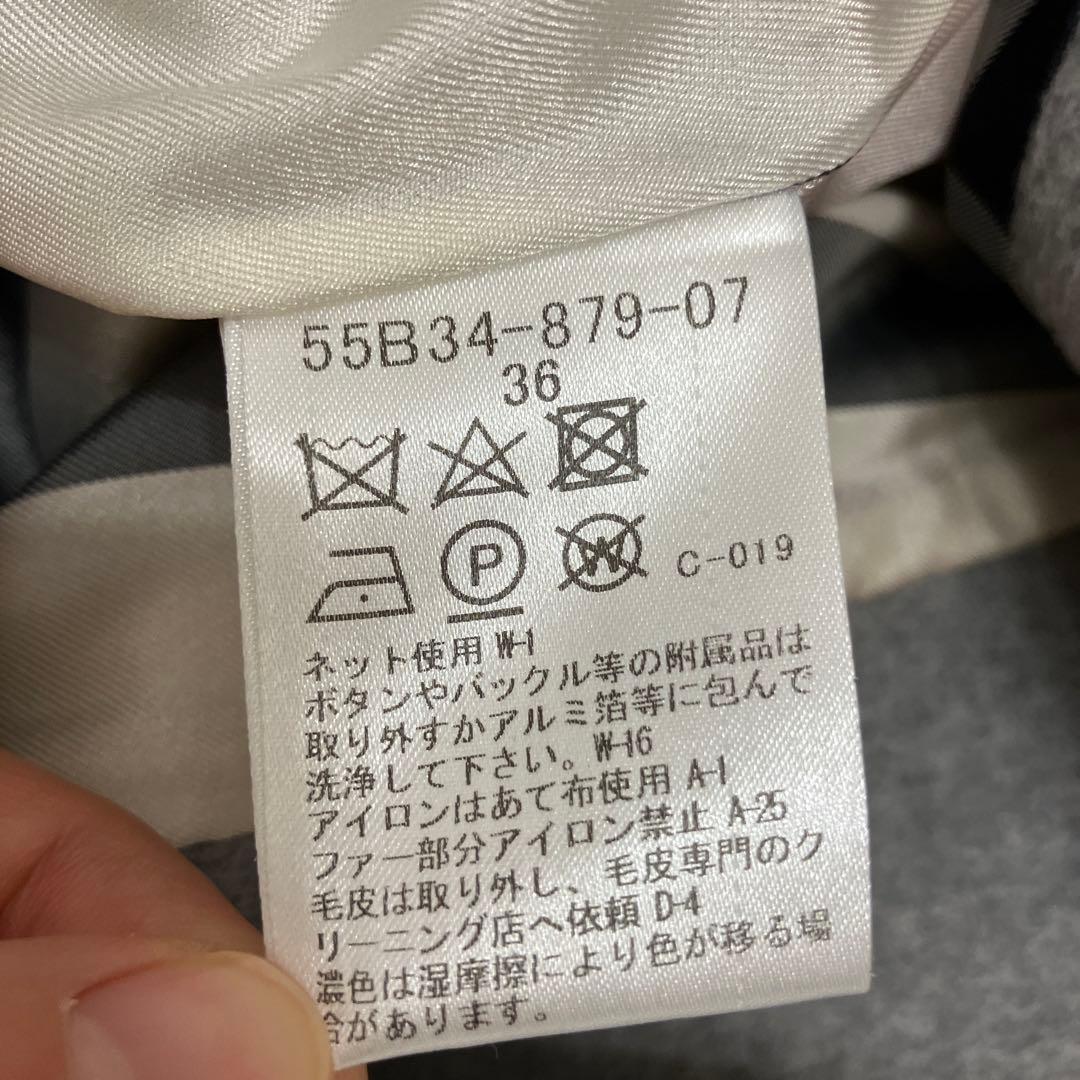 55B34-879-07
36
P
W
C-019
ネット使用 W-1
ボタンやバックル等の附属品は
取り外すかアルミ箔等に包んで
洗浄して下さい。W-16
アイロンはあて布使用 A-1
ファー部分アイロン禁止 A-25
毛皮は取り外し、毛皮専門のク
リーニング店へ依頼 D-4
濃色は湿摩擦により色が移る場
合があります。